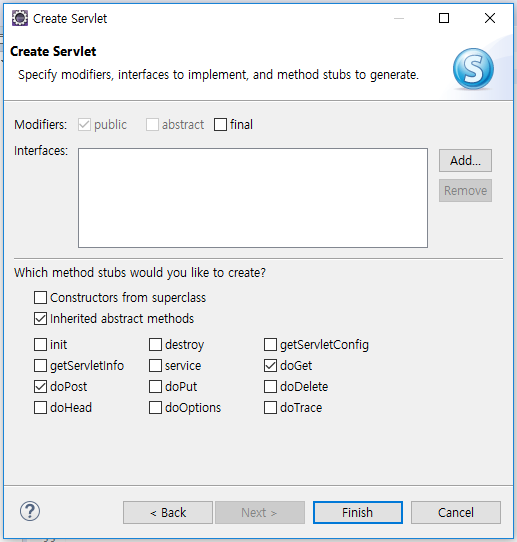 Create Servlet
Create Servlet
Specify modifiers, interfaces to implement, and method stubs to generate.
S
Modifiers: public abstract final
Interfaces:
Add...
Remove
Which method stubs would you like to create?
Constructors from superclass
Inherited abstract methods
init destroy getServletConfig
getServletInfo service doGet
doPost doPut doDelete
doHead doOptions doTrace
? < Back Next > Finish Cancel